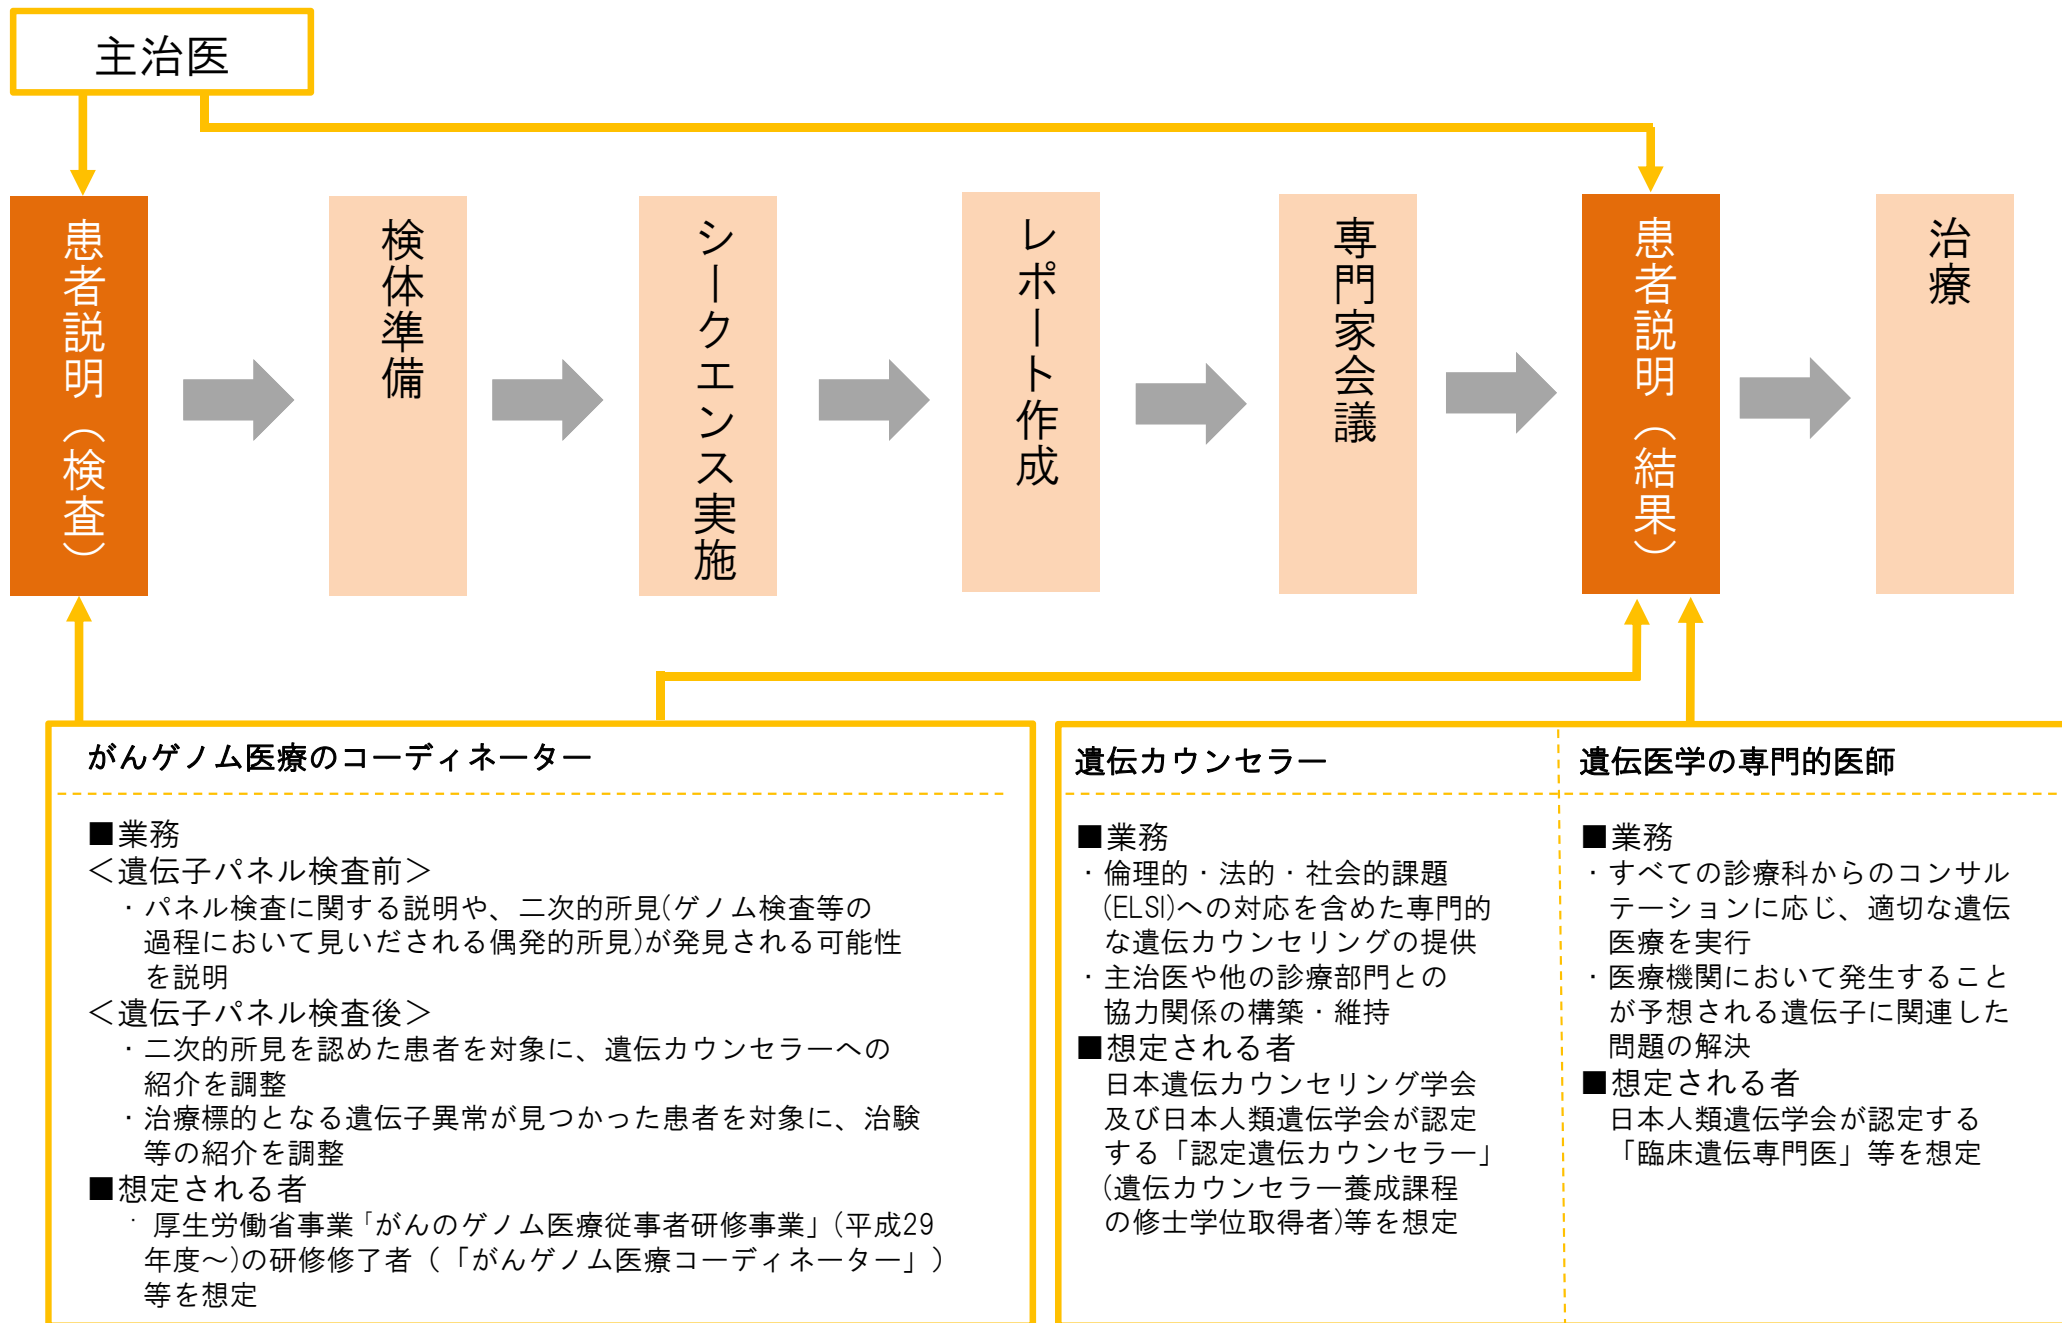 主治医
患者説明（検査）
検体準備
シークエンス実施
レポート作成
専門家会議
患者説明（結果）
治療
がんゲノム医療のコーディネーター
■業務
＜遺伝子パネル検査前＞
・パネル検査に関する説明や、二次的所見(ゲノム検査等の
過程において見いだされる偶発的所見)が発見される可能性
を説明
＜遺伝子パネル検査後＞
・二次的所見を認めた患者を対象に、遺伝カウンセラーへの
紹介を調整
・治療標的となる遺伝子異常が見つかった患者を対象に、治験
等の紹介を調整
■想定される者
・厚生労働省事業「がんのゲノム医療従事者研修事業」(平成29
年度～)の研修修了者（「がんゲノム医療コーディネーター」）
等を想定
遺伝カウンセラー
■業務
・倫理的・法的・社会的課題
(ELSI)への対応を含めた専門的
な遺伝カウンセリングの提供
・主治医や他の診療部門との
協力関係の構築・維持
■想定される者
日本遺伝カウンセリング学会
及び日本人類遺伝学会が認定
する「認定遺伝カウンセラー」
(遺伝カウンセラー養成課程
の修士学位取得者)等を想定
遺伝医学の専門的医師
■業務
・すべての診療科からのコンサル
テーションに応じ、適切な遺伝
医療を実行
・医療機関において発生すること
が予想される遺伝子に関連した
問題の解決
■想定される者
日本人類遺伝学会が認定する
「臨床遺伝専門医」等を想定